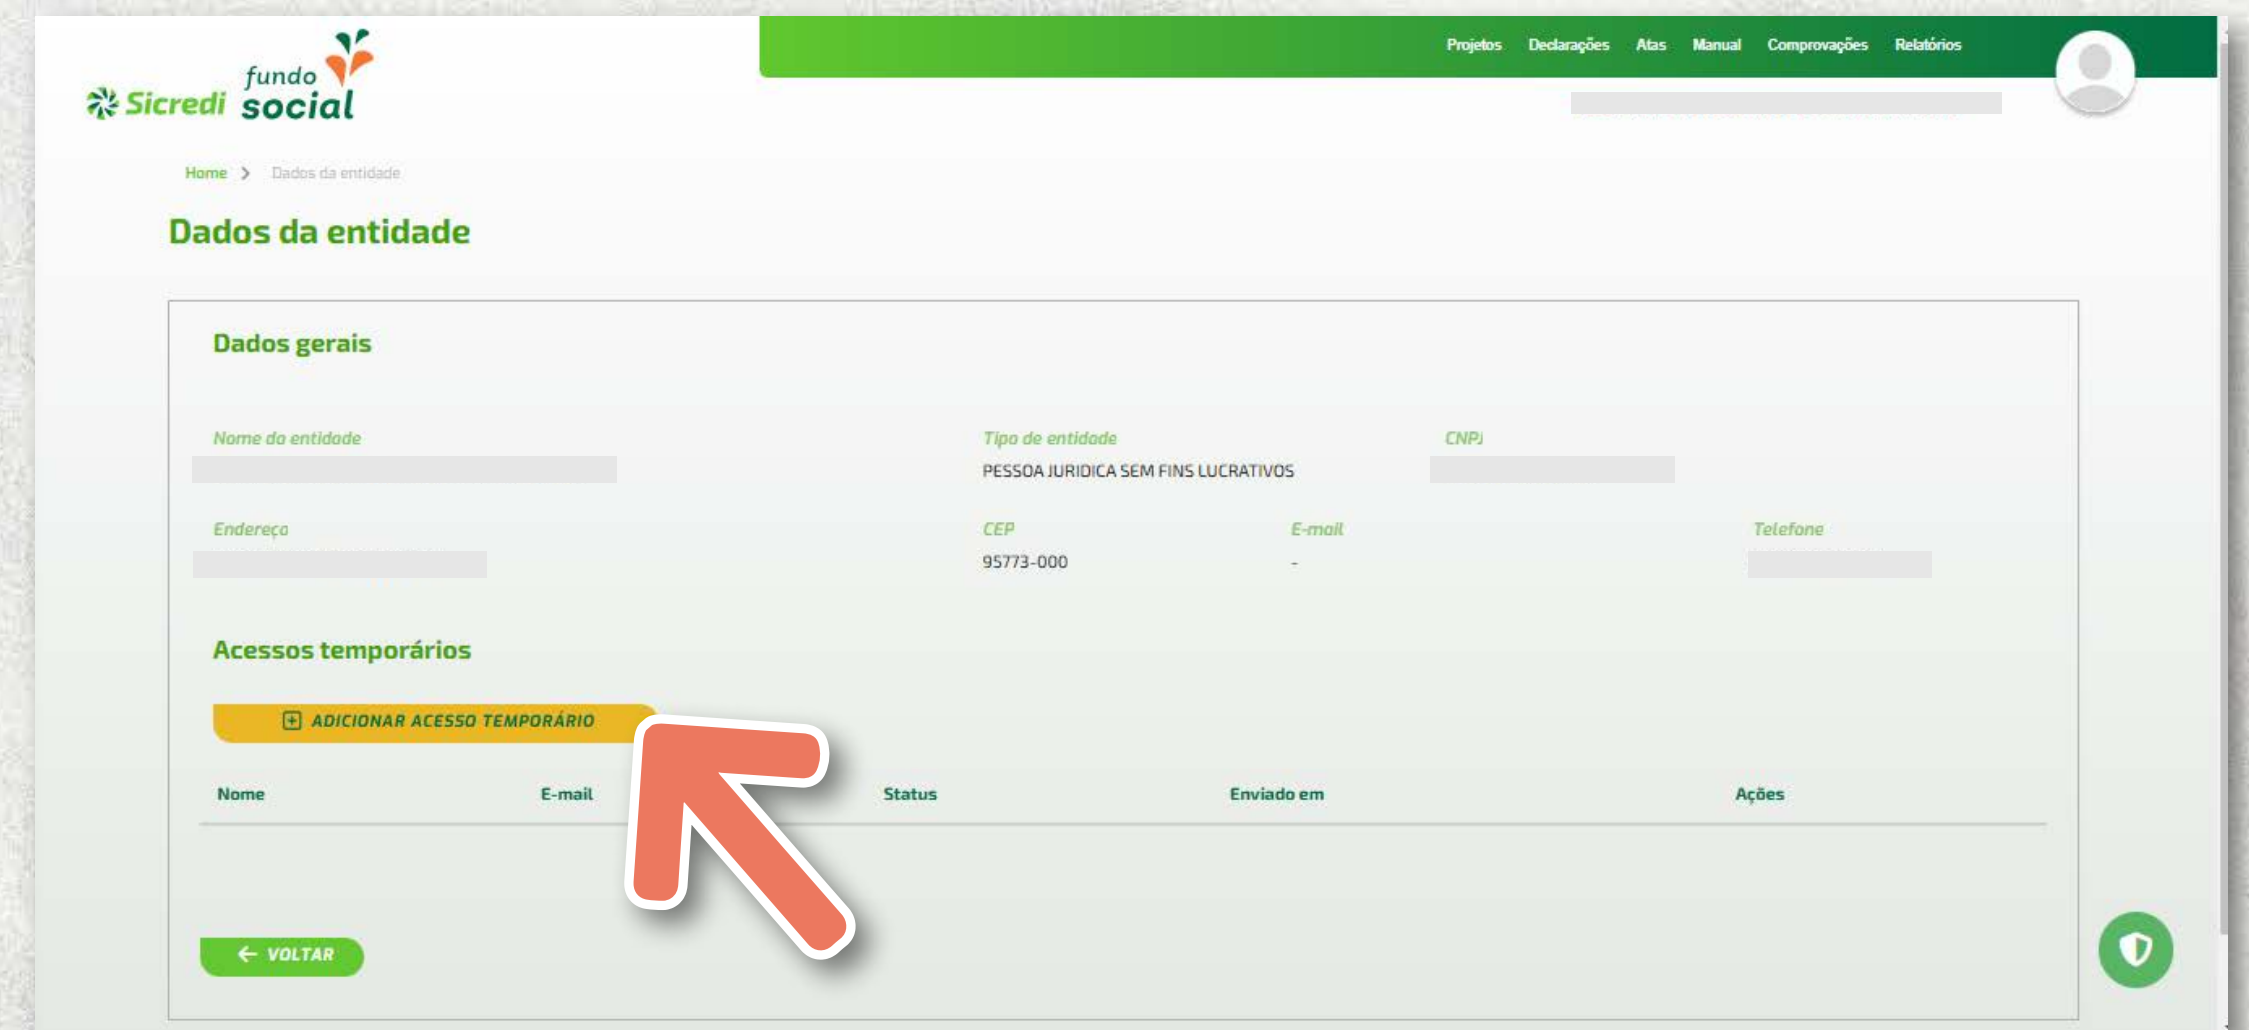 fundo
Sicredi social
Projetos Declarações Atas Manual Comprovações Relatórios
Home > Dados da entidade
Dados da entidade
Dados gerais
Nome da entidade Tipo de entidade CNPJ
PESSOA JURIDICA SEM FINS LUCRATIVOS
Endereço CEP E-mail Telefone
95773-000 -
Acessos temporários
ADICIONAR ACESSO TEMPORÁRIO
Nome E-mail Status Enviado em Ações
← VOLTAR